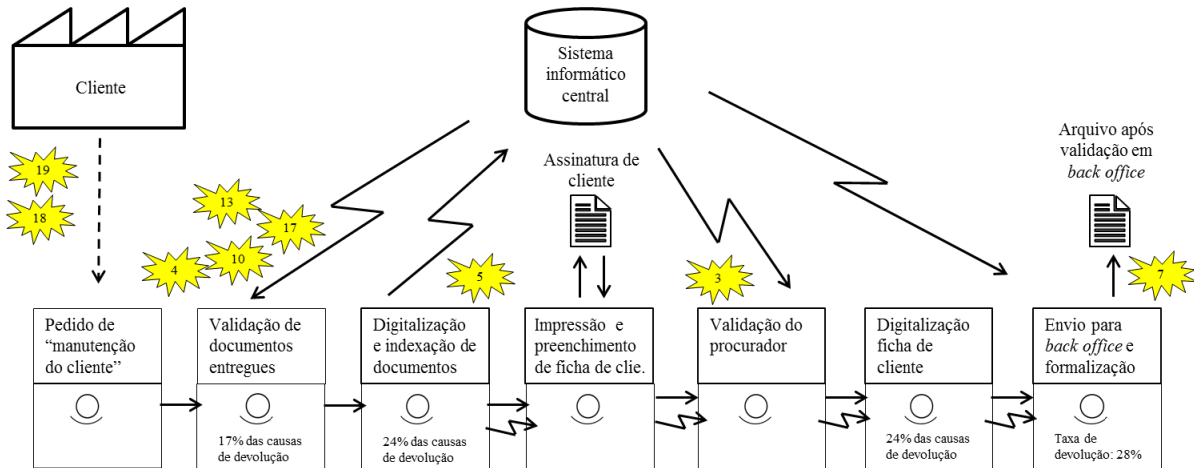 Cliente
Sistema
informático
central
Arquivo após
validação em
back office
Assinatura de
cliente
19
18
13
17
10
4
5
3
7
Pedido de
“manutenção
do cliente”
Validação de
documentos
entregues
17% das causas
de devolução
Digitalização
e indexação de
documentos
24% das causas
de devolução
Impressão e
preenchimento
de ficha de clie.
Validação do
procurador
Digitalização
ficha de
cliente
24% das causas
de devolução
Envio para
back office e
formalização
Taxa de
devolução: 28%